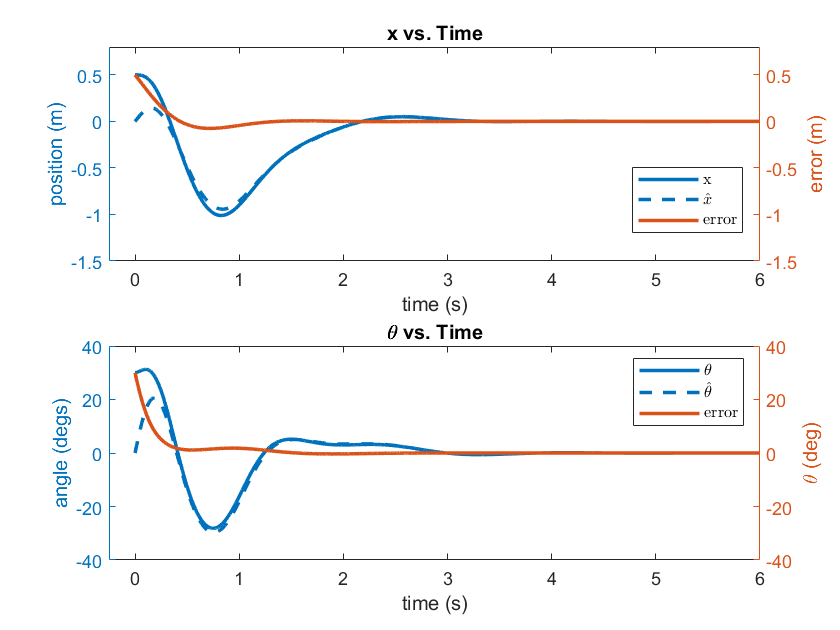 x vs. Time
0.5
0
-0.5
-1
-1.5
position (m)
0.5
0
-0.5
-1
-1.5
error (m)
x
x̂
error
0 1 2 3 4 5 6
time (s)
θ vs. Time
40
20
0
-20
-40
angle (degs)
40
20
0
-20
-40
θ (deg)
θ
θ̂
error
0 1 2 3 4 5 6
time (s)